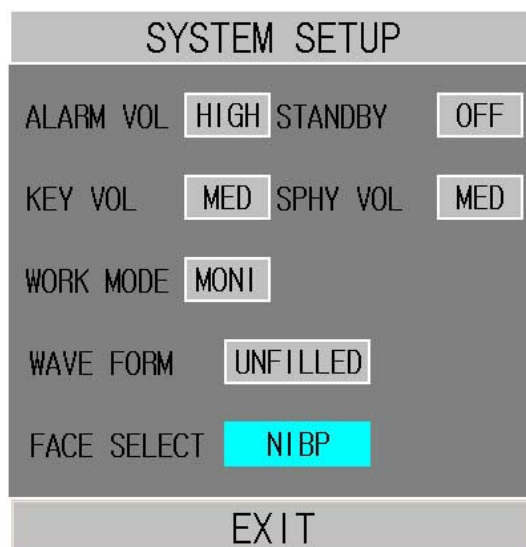 SYSTEM SETUP
ALARM VOL HIGH STANDBY OFF
KEY VOL MED SPHY VOL MED
WORK MODE MONI
WAVE FORM UNFILLED
FACE SELECT NIBP
EXIT